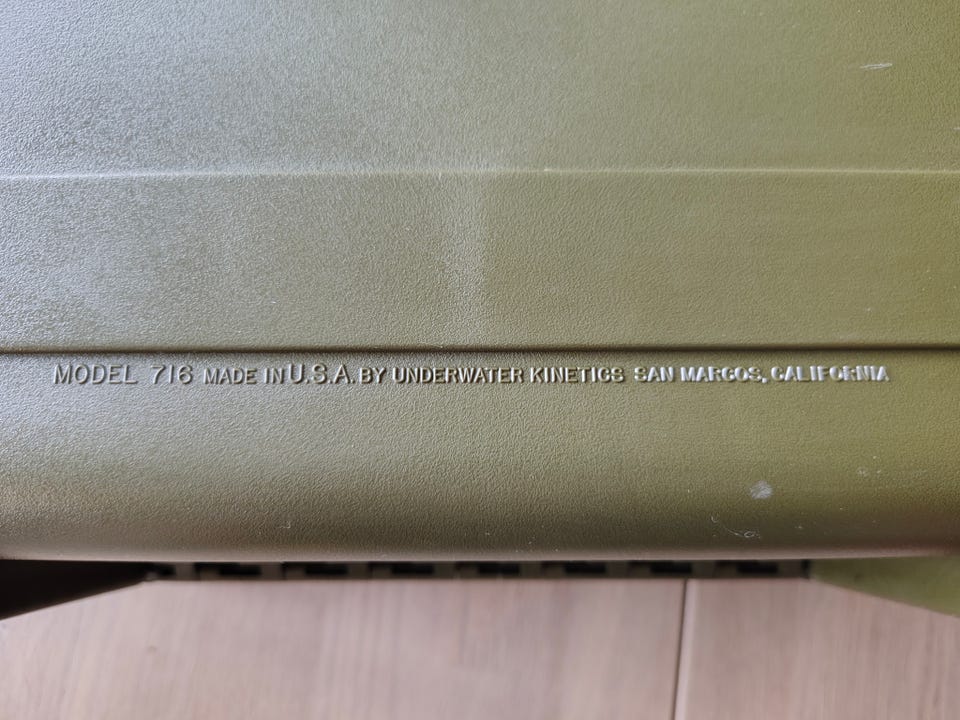 MODEL 716 MADE IN U.S.A. BY UNDERWATER KINETICS SAN MARCOS, CALIFORNIA